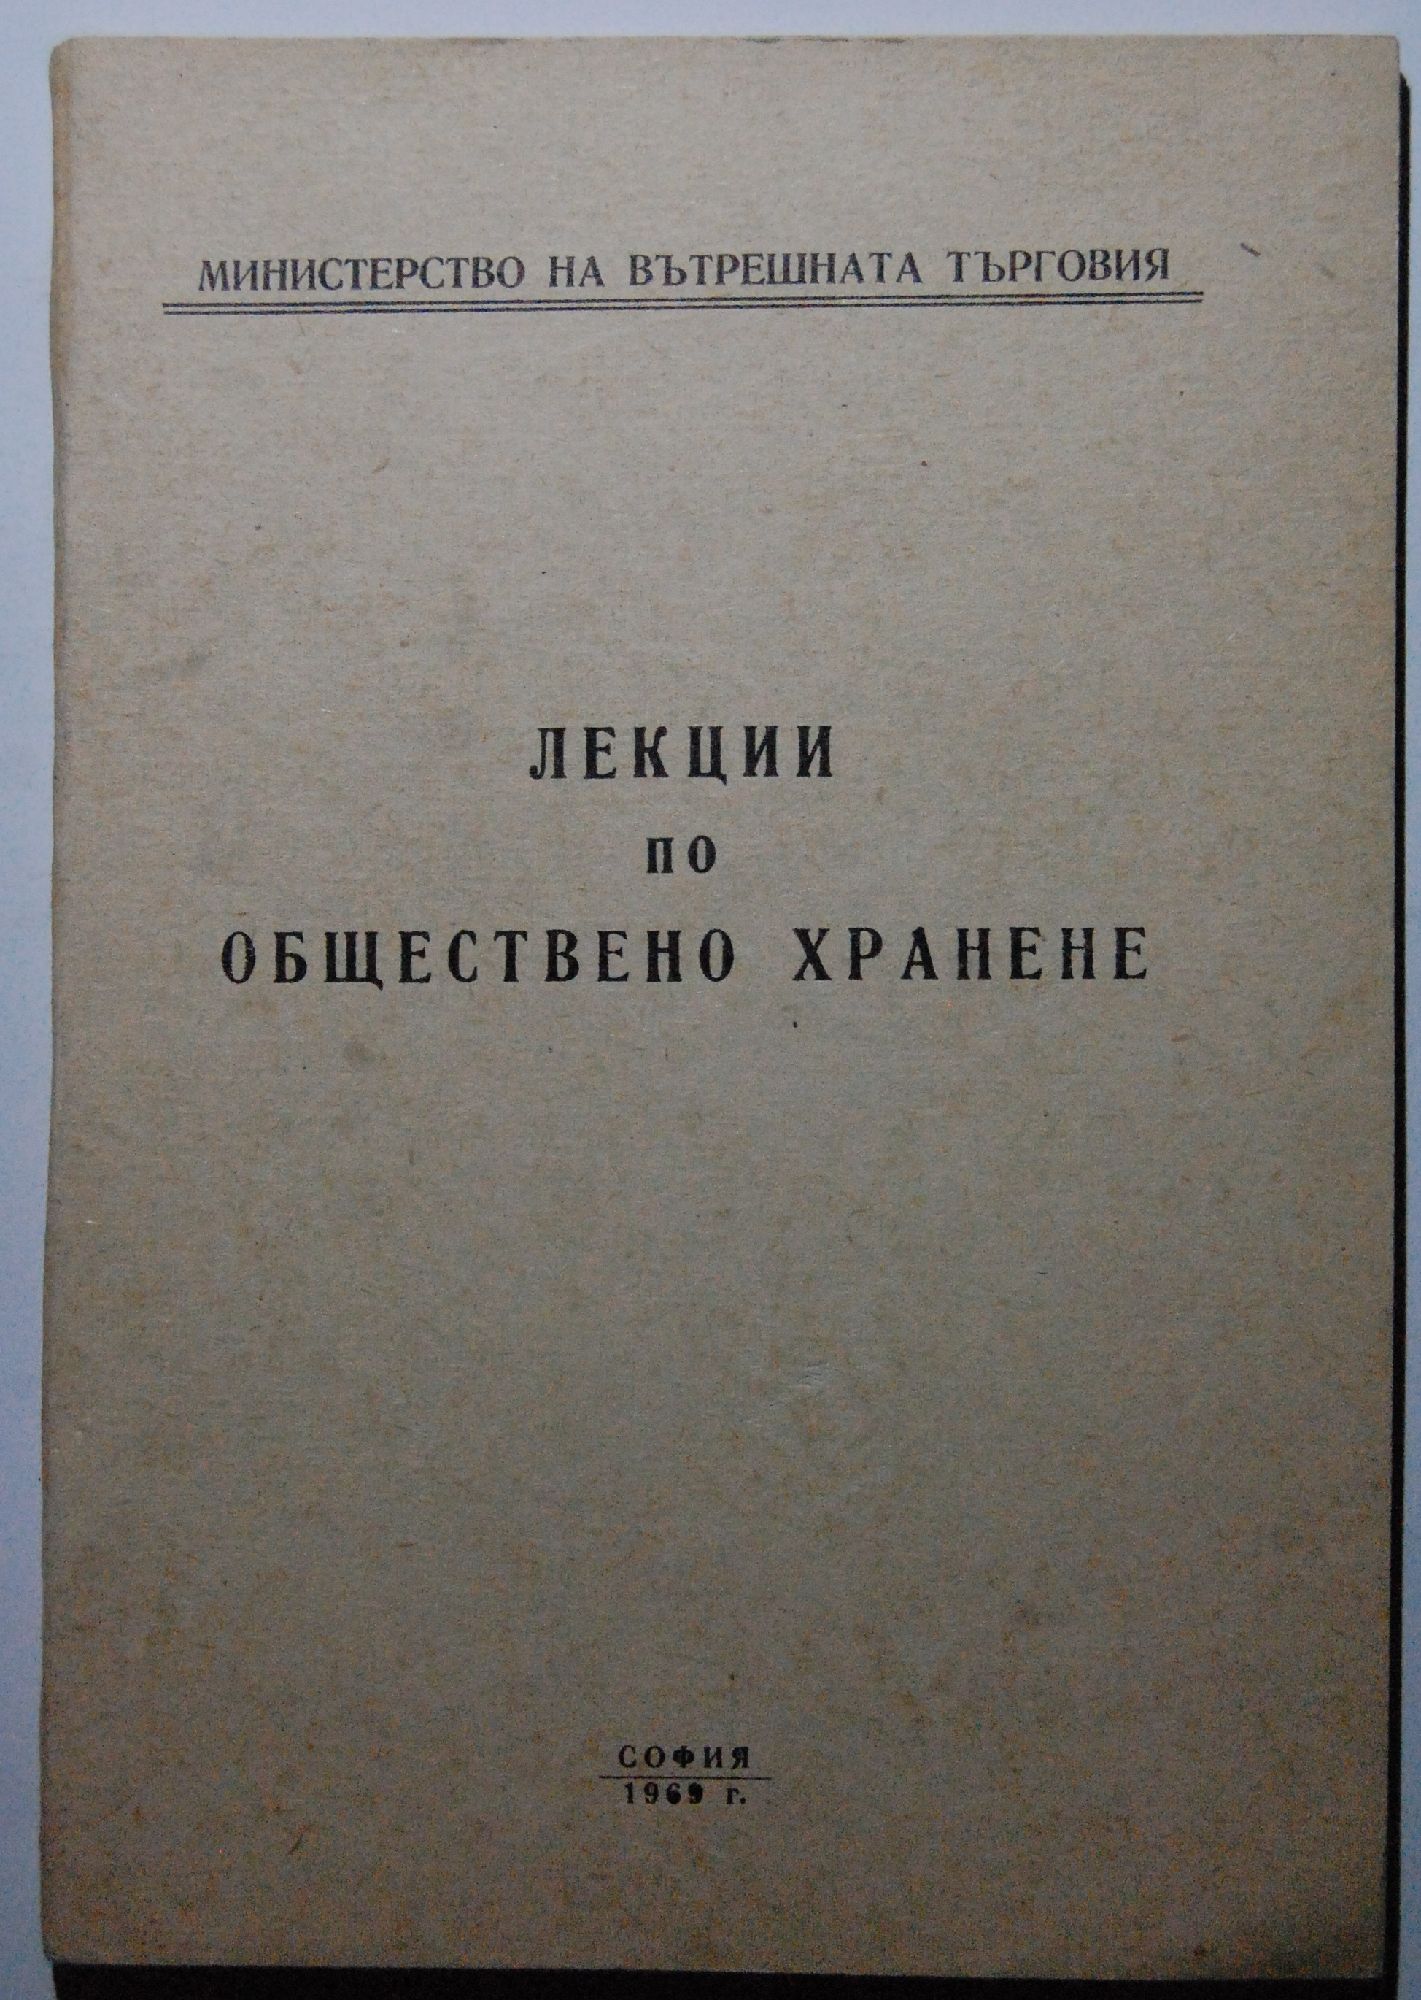 МИНИСТЕРСТВО НА ВЪТРЕШНАТА ТЪРГОВИЯ
ЛЕКЦИИ
ПО
ОБЩЕСТВЕНО ХРАНЕНЕ
СОФИЯ
1969 г.